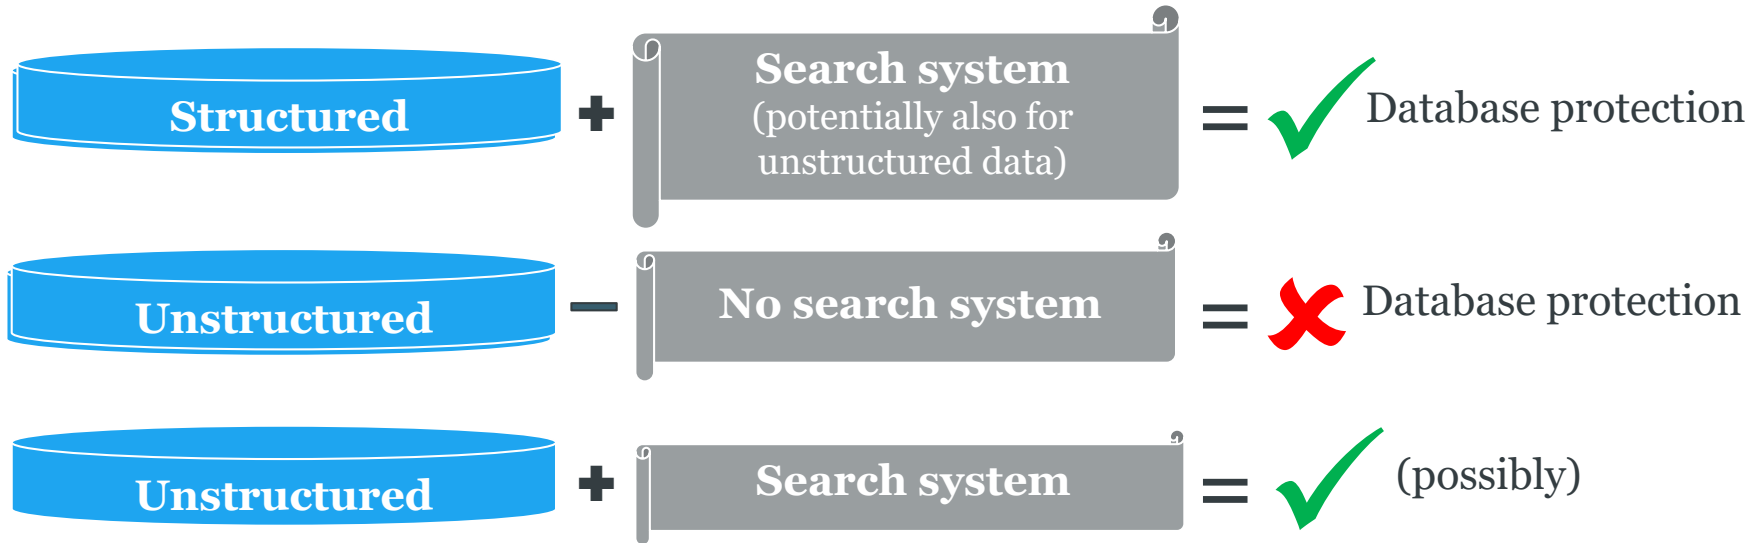 Structured
+
Search system
(potentially also for
unstructured data)
=
Database protection
Unstructured
−
No search system
=
Database protection
Unstructured
+
Search system
=
(possibly)